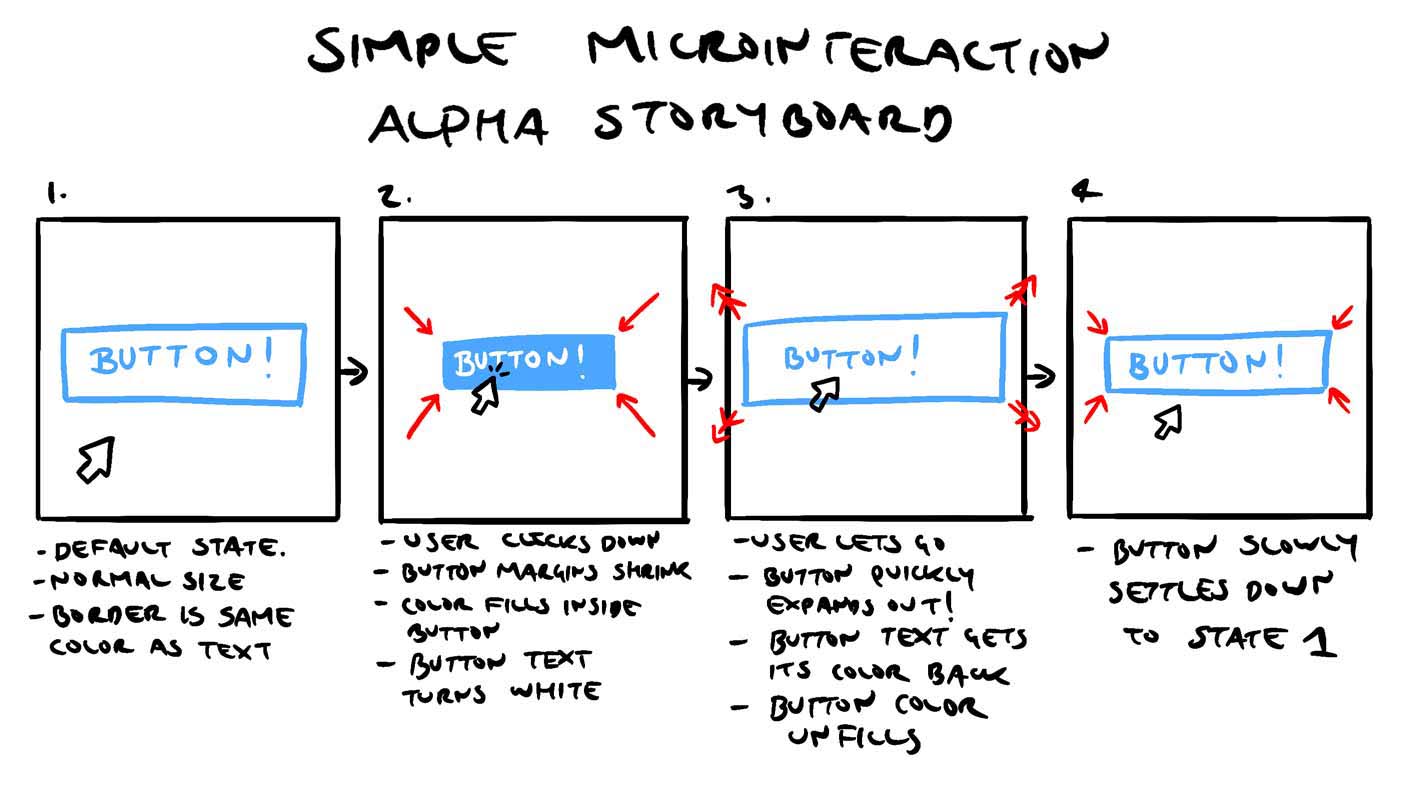 SIMPLE MICROINTERACTION
ALPHA STORYBOARD
1.
BUTTON!
- DEFAULT STATE.
- NORMAL SIZE
- BORDER IS SAME
COLOR AS TEXT
2.
BUTTON!
- USER CLICKS DOWN
- BUTTON MARGINS SHRINK
- COLOR FILLS INSIDE
BUTTON
- BUTTON TEXT
TURNS WHITE
3.
BUTTON!
- USER LETS GO
- BUTTON QUICKLY
EXPANDS OUT!
- BUTTON TEXT GETS
ITS COLOR BACK
- BUTTON COLOR
UNFILLS
4
BUTTON!
- BUTTON SLOWLY
SETTLES DOWN
TO STATE 1